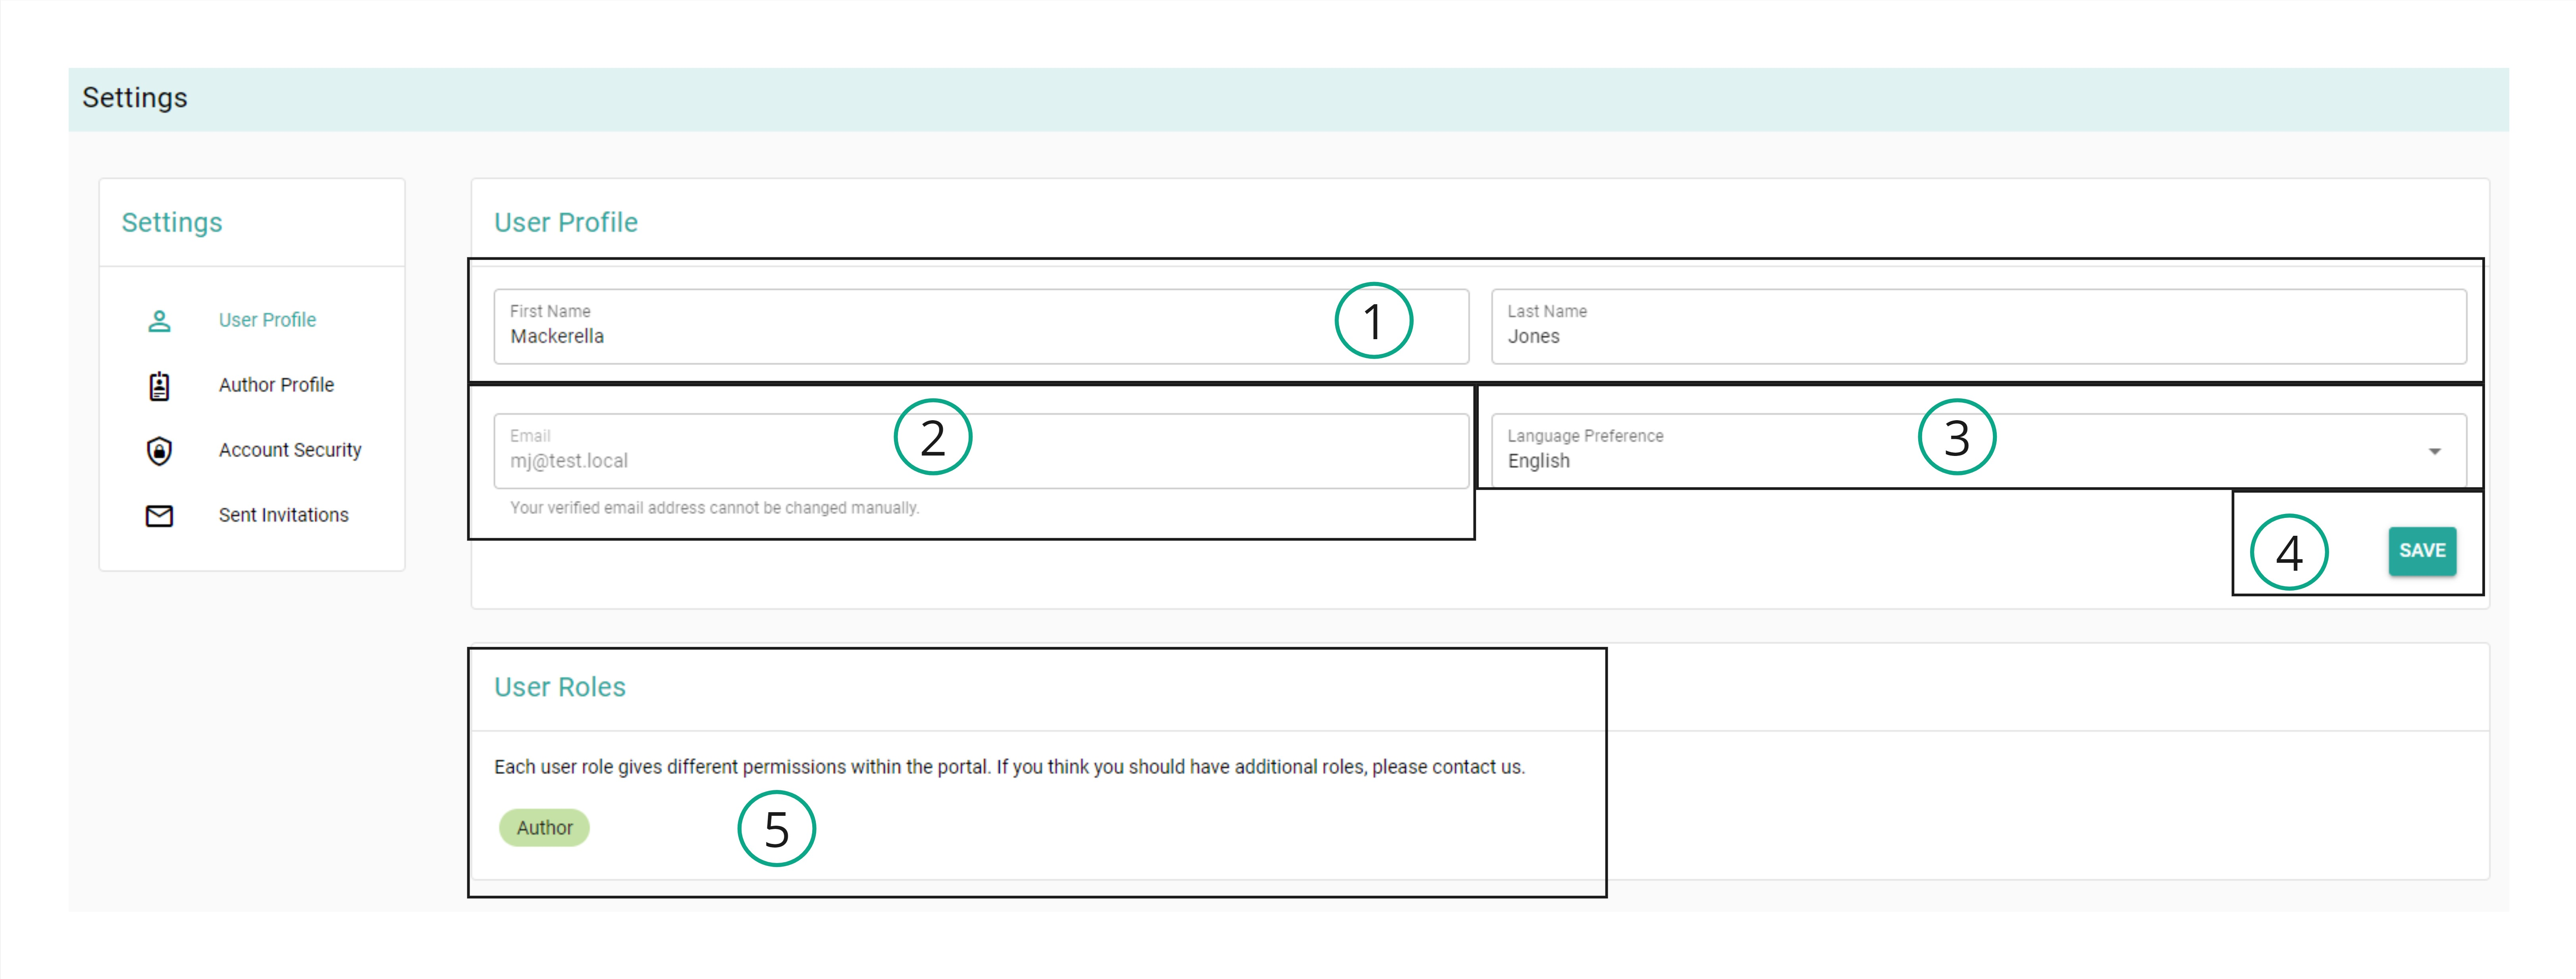 Settings
Settings
User Profile
Author Profile
Account Security
Sent Invitations
User Profile
First Name
Mackerella
1
Last Name
Jones
Email
mj@test.local
2
Your verified email address cannot be changed manually.
Language Preference
English
3
4
SAVE
User Roles
Each user role gives different permissions within the portal. If you think you should have additional roles, please contact us.
Author
5